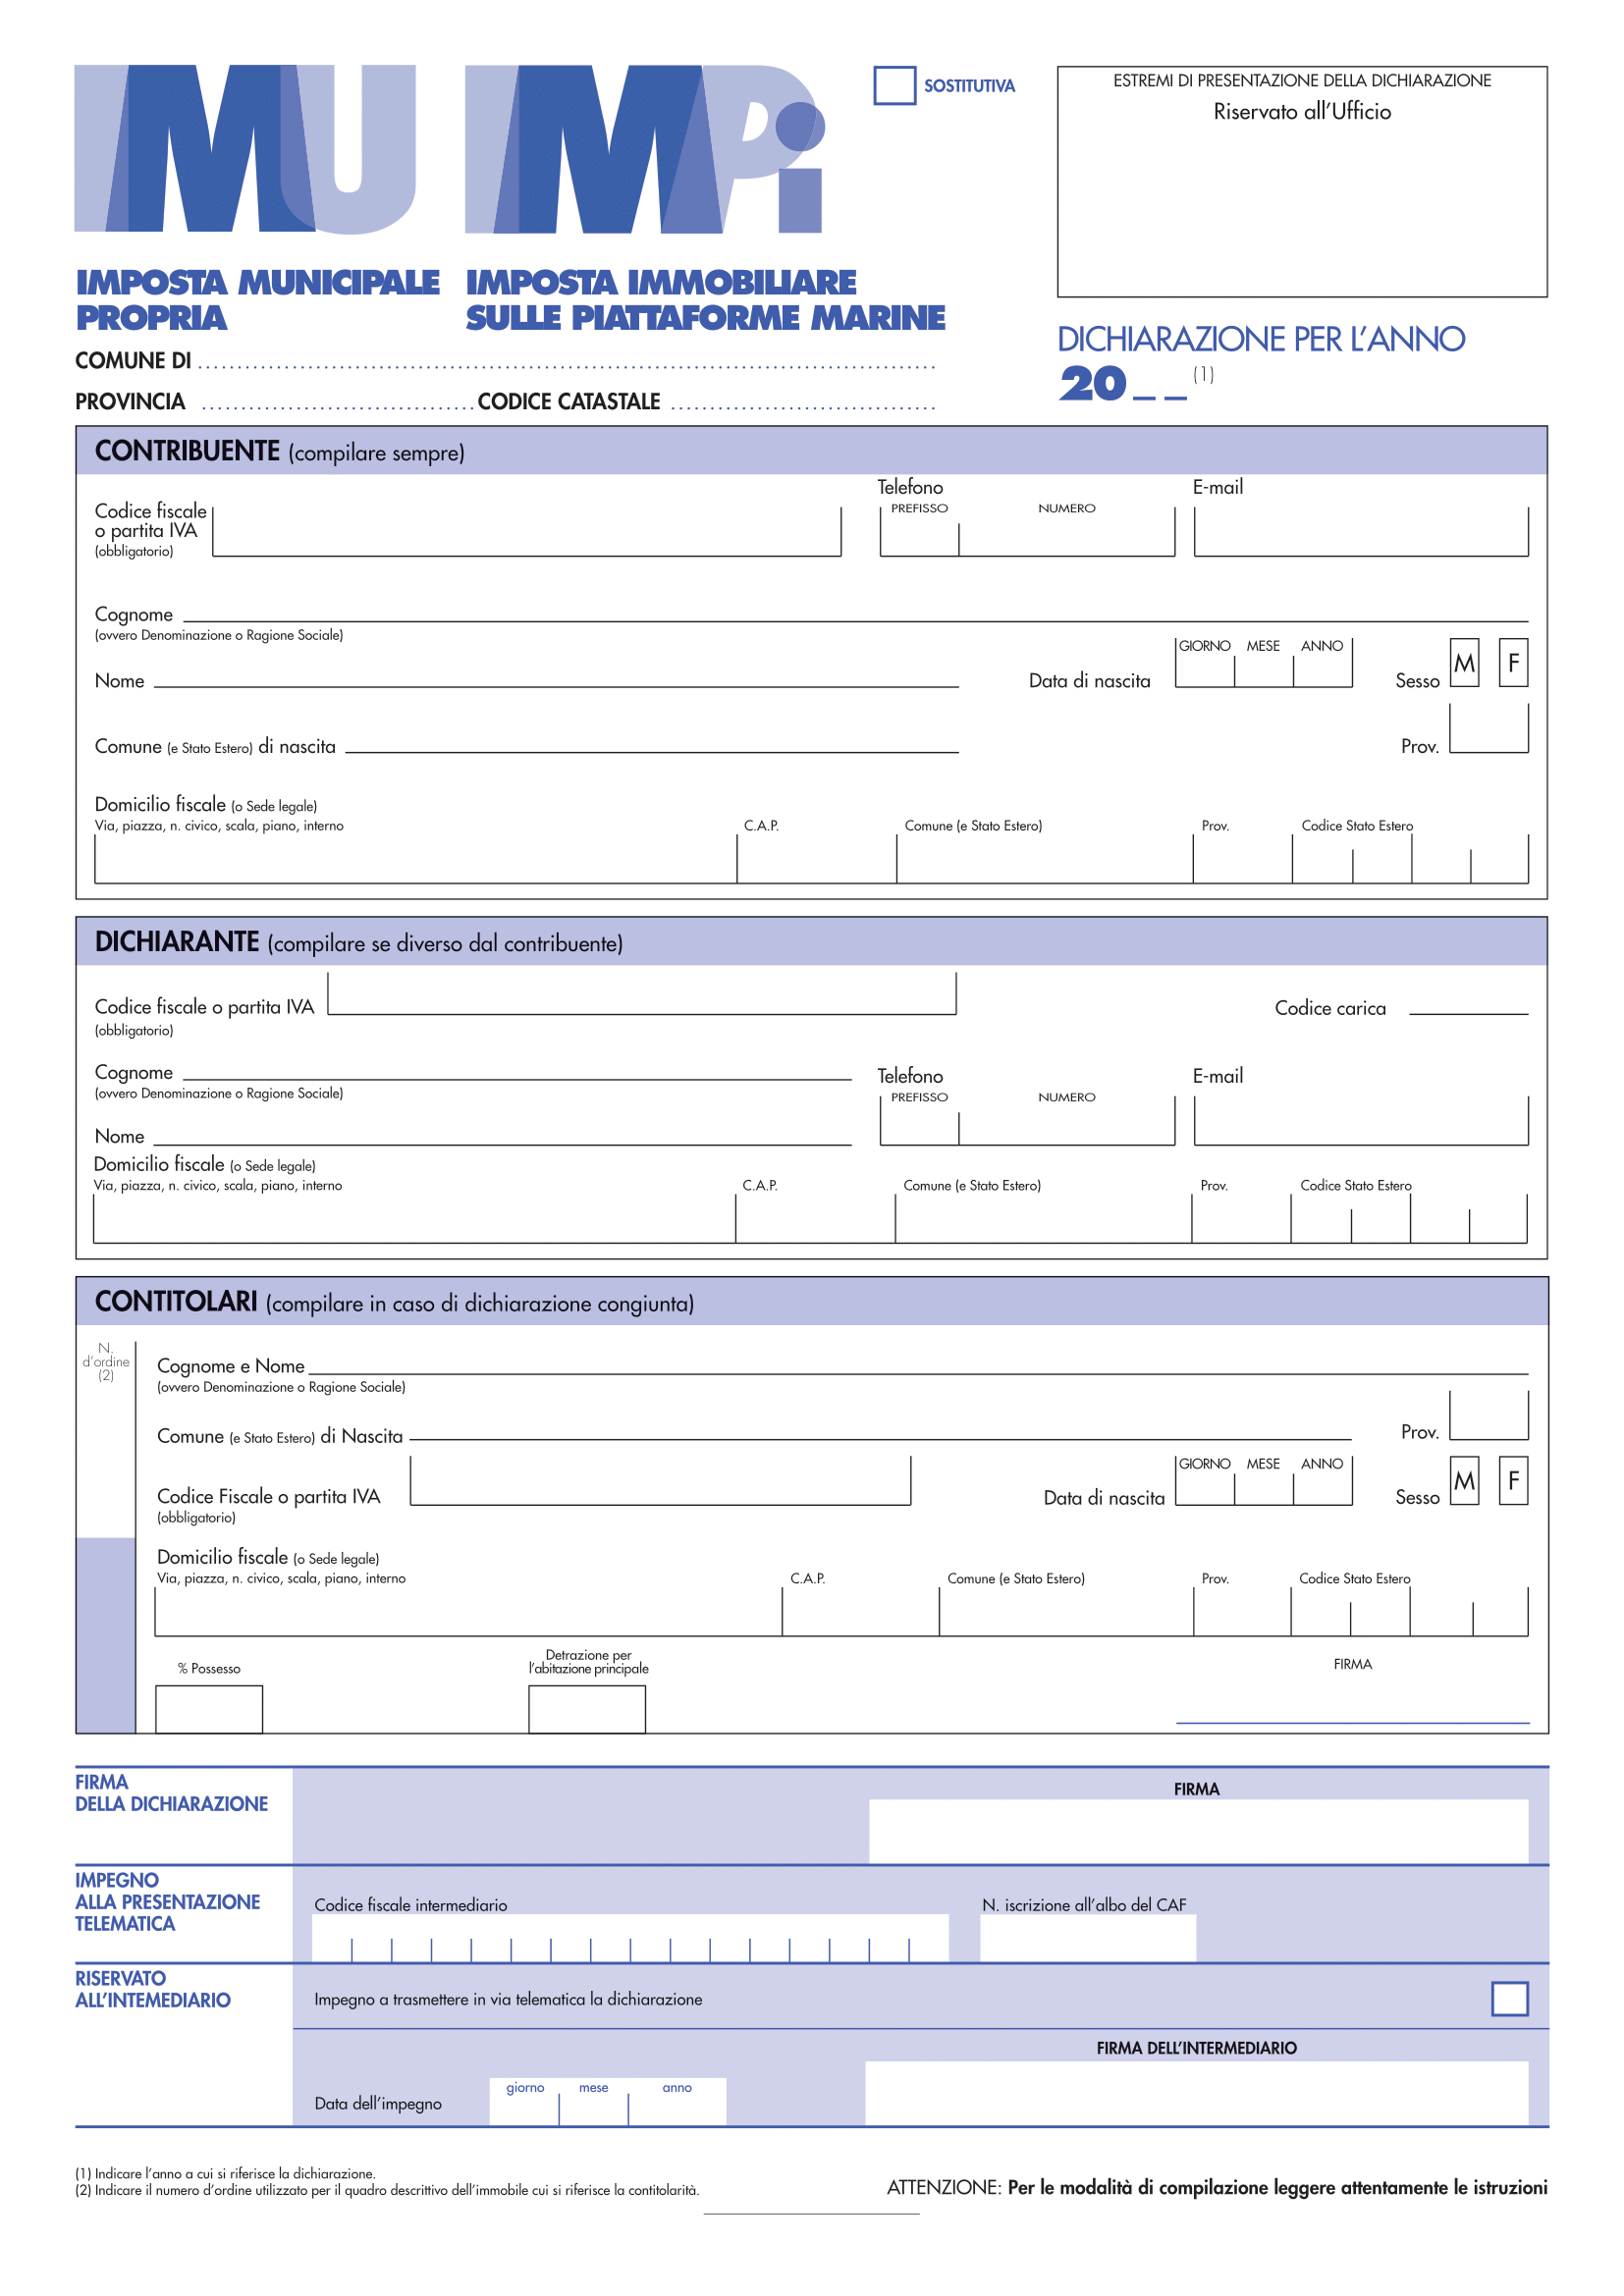 IMU IMPi
SOSTITUTIVA
ESTREMI DI PRESENTAZIONE DELLA DICHIARAZIONE
Riservato all'Ufficio
IMPOSTA MUNICIPALE
PROPRIA
IMPOSTA IMMOBILIARE
SULLE PIATTAFORME MARINE
DICHIARAZIONE PER L'ANNO
20_ _ (1)
COMUNE DI
PROVINCIA CODICE CATASTALE
CONTRIBUENTE (compilare sempre)
Telefono E-mail
PREFISSO NUMERO
Codice fiscale
o partita IVA
(obbligatorio)
Cognome
(ovvero Denominazione o Ragione Sociale)
GIORNO MESE ANNO
Nome Data di nascita Sesso M F
Comune (e Stato Estero) di nascita Prov.
Domicilio fiscale (o Sede legale)
Via, piazza, n. civico, scala, piano, interno C.A.P. Comune (e Stato Estero) Prov. Codice Stato Estero
DICHIARANTE (compilare se diverso dal contribuente)
Codice fiscale o partita IVA Codice carica
(obbligatorio)
Cognome Telefono E-mail
(ovvero Denominazione o Ragione Sociale) PREFISSO NUMERO
Nome
Domicilio fiscale (o Sede legale)
Via, piazza, n. civico, scala, piano, interno C.A.P. Comune (e Stato Estero) Prov. Codice Stato Estero
CONTITOLARI (compilare in caso di dichiarazione congiunta)
N.
d'ordine
(2)
Cognome e Nome
(ovvero Denominazione o Ragione Sociale)
Comune (e Stato Estero) di Nascita Prov.
GIORNO MESE ANNO
Codice Fiscale o partita IVA Data di nascita Sesso M F
(obbligatorio)
Domicilio fiscale (o Sede legale)
Via, piazza, n. civico, scala, piano, interno C.A.P. Comune (e Stato Estero) Prov. Codice Stato Estero
% Possesso
Detrazione per
l'abitazione principale
FIRMA
FIRMA
DELLA DICHIARAZIONE
FIRMA
IMPEGNO
ALLA PRESENTAZIONE
TELEMATICA
Codice fiscale intermediario N. iscrizione all'albo del CAF
RISERVATO
ALL'INTEMEDIARIO
Impegno a trasmettere in via telematica la dichiarazione
FIRMA DELL'INTERMEDIARIO
giorno mese anno
Data dell'impegno
(1) Indicare l'anno a cui si riferisce la dichiarazione.
(2) Indicare il numero d'ordine utilizzato per il quadro descrittivo dell'immobile cui si riferisce la contitolarità.
ATTENZIONE: Per le modalità di compilazione leggere attentamente le istruzioni